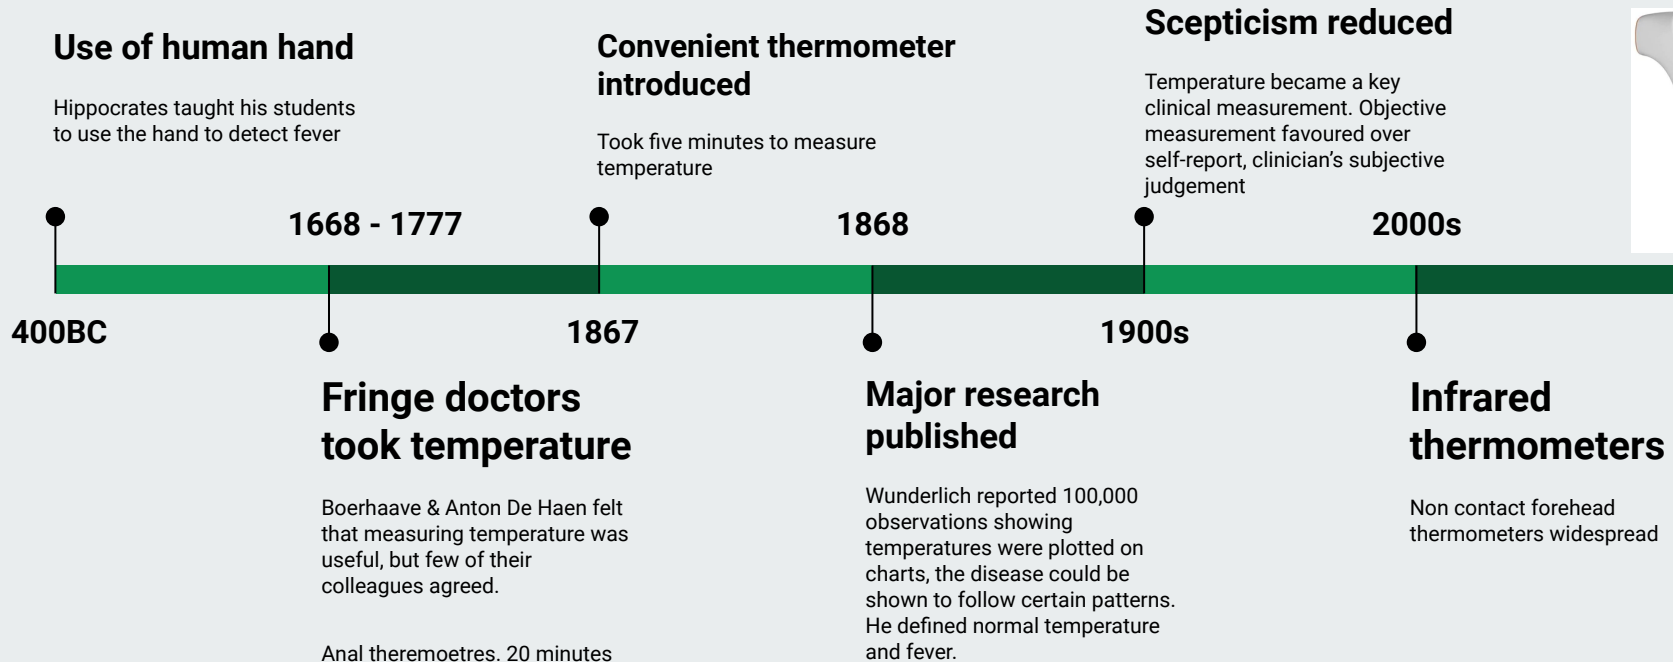 Use of human hand
Hippocrates taught his students
to use the hand to detect fever
400BC
1668 - 1777
Fringe doctors
took temperature
Boerhaave & Anton De Haen felt
that measuring temperature was
useful, but few of their
colleagues agreed.
Anal theremoetres. 20 minutes
Convenient thermometer
introduced
Took five minutes to measure
temperature
1867
1868
Major research
published
Wunderlich reported 100,000
observations showing
temperatures were plotted on
charts, the disease could be
shown to follow certain patterns.
He defined normal temperature
and fever.
Scepticism reduced
Temperature became a key
clinical measurement. Objective
measurement favoured over
self-report, clinician’s subjective
judgement
1900s
2000s
Infrared
thermometers
Non contact forehead
thermometers widespread